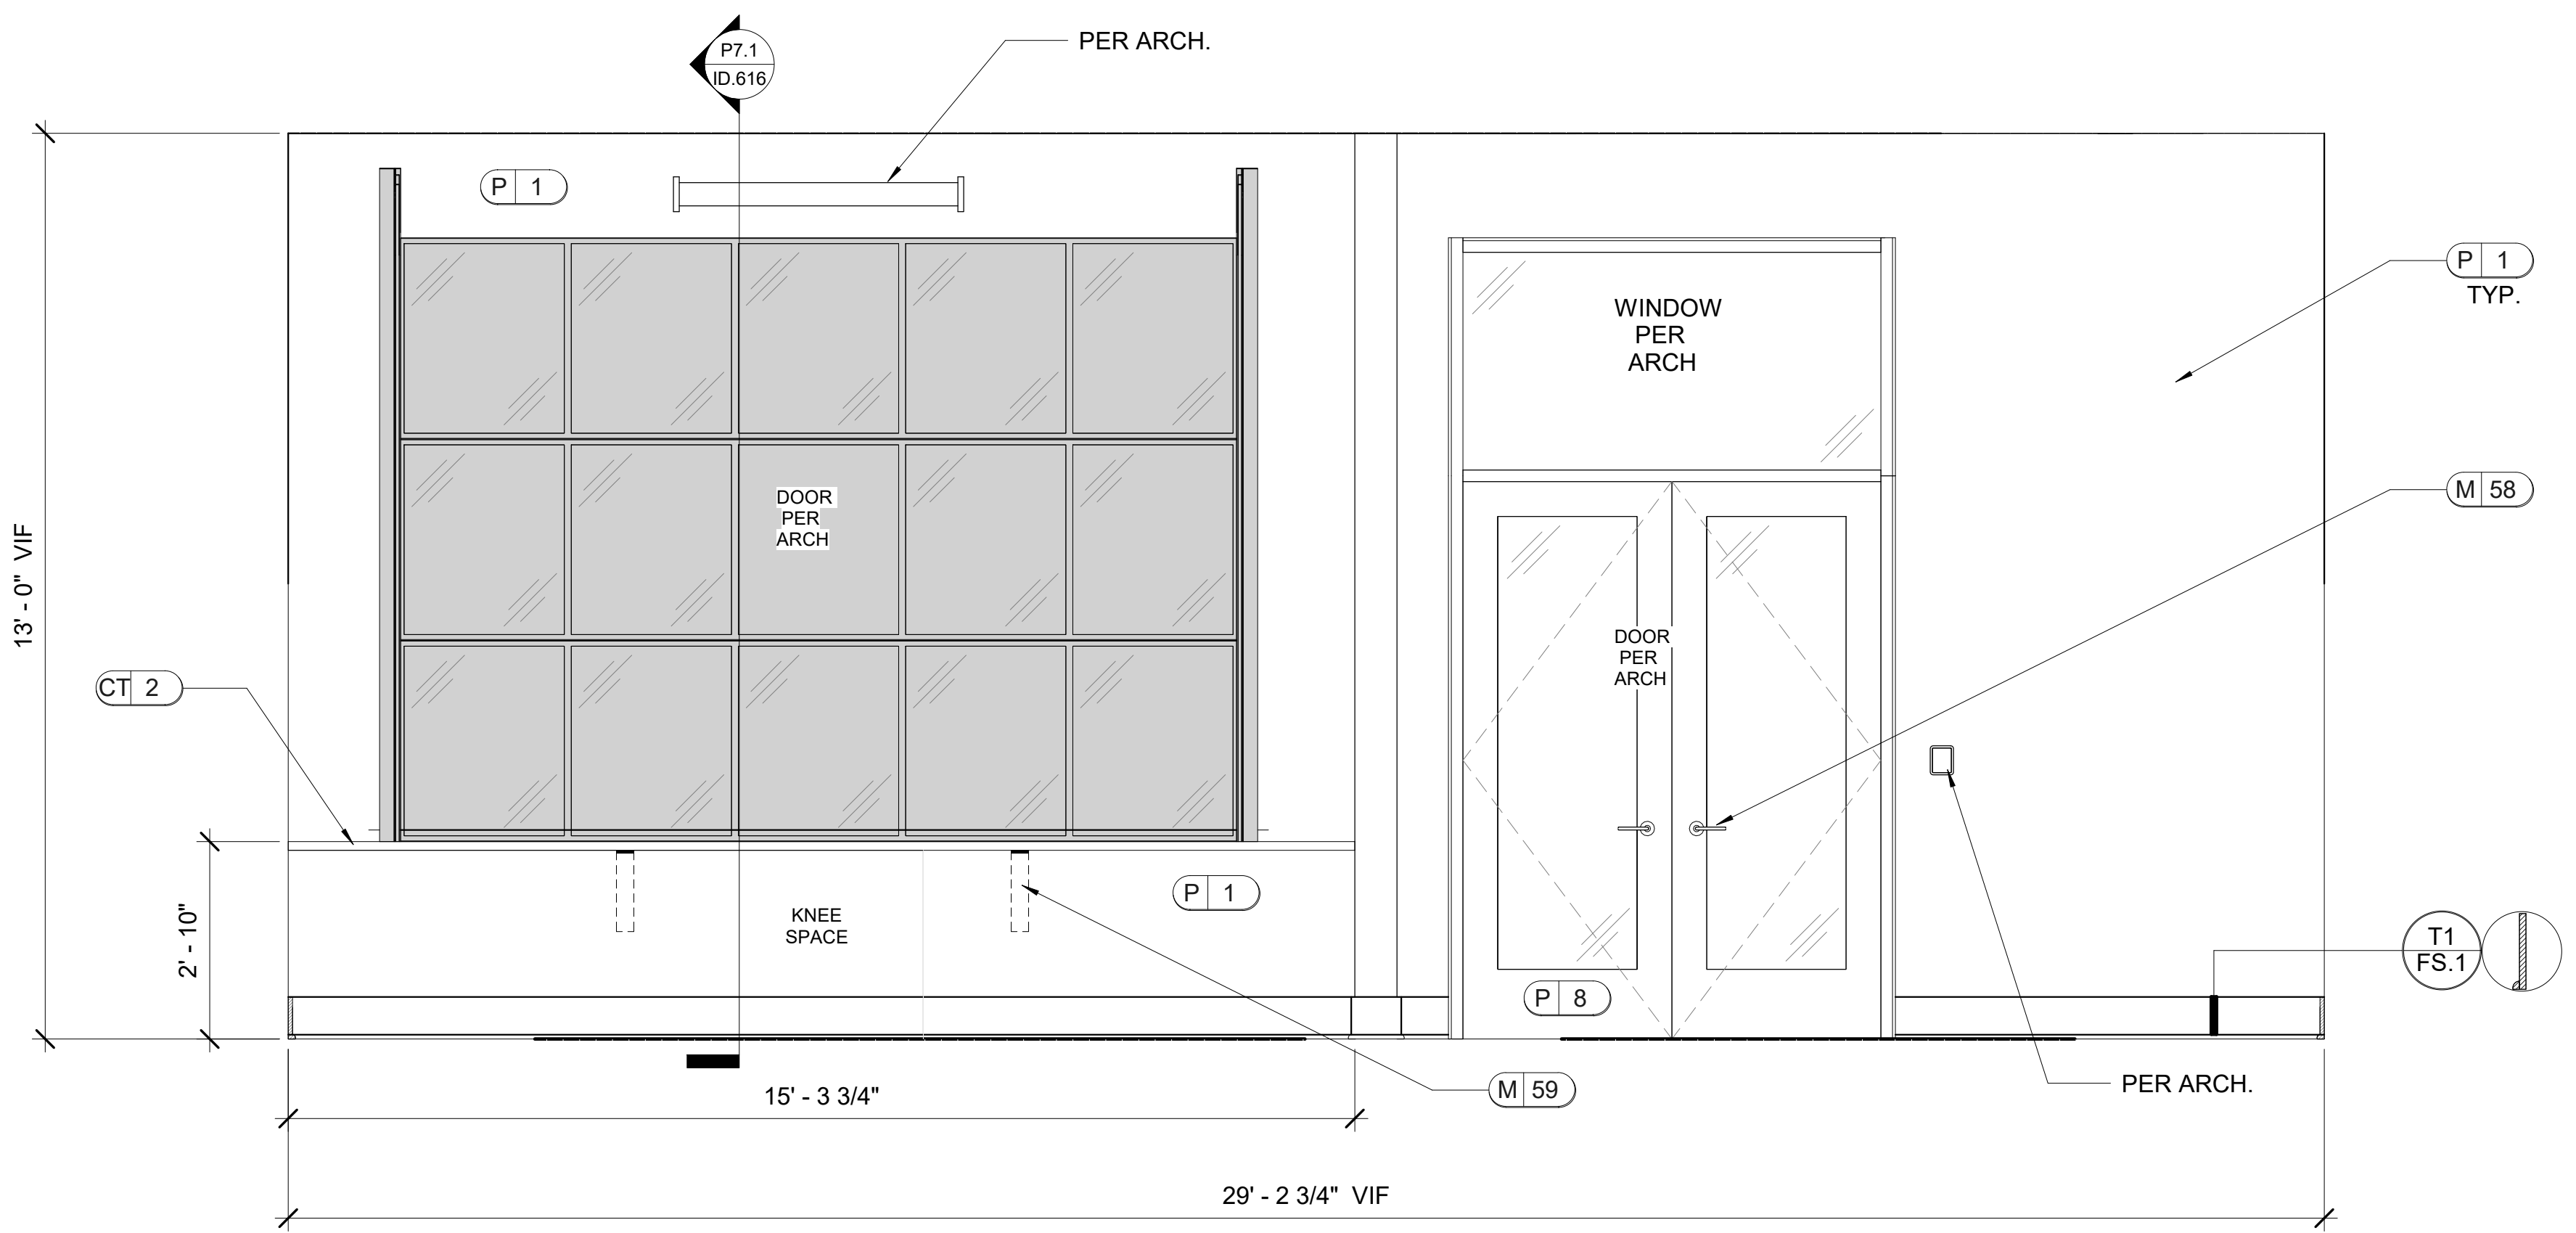 P7.1
ID.616
PER ARCH.
P 1
P 1
TYP.
WINDOW
PER
ARCH
M 58
DOOR
PER
ARCH
13' - 0" VIF
DOOR
PER
ARCH
CT 2
P 1
KNEE
SPACE
2' - 10"
T1
FS.1
P 8
PER ARCH.
M 59
15' - 3 3/4"
29' - 2 3/4" VIF